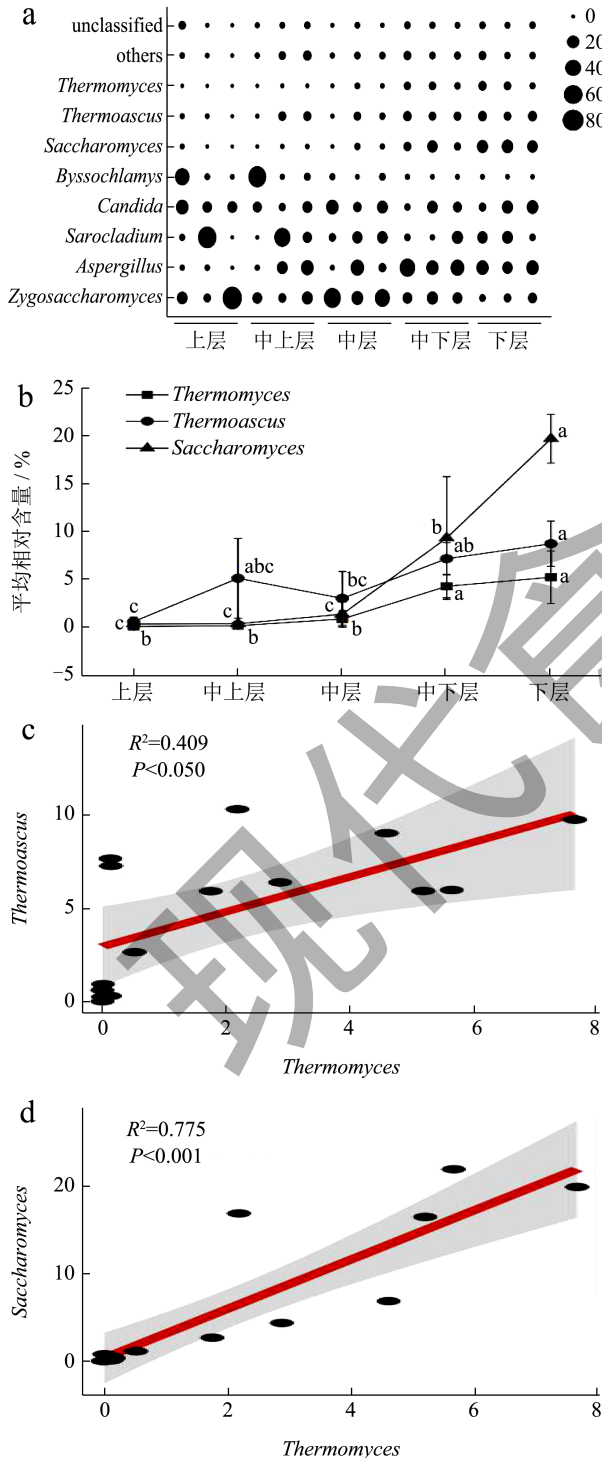 a
unclassified
others
Thermomyces
Thermoascus
Saccharomyces
Byssochlamys
Candida
Sarocladium
Aspergillus
Zygosaccharomyces
0
20
40
60
80
上层 中上层 中层 中下层 下层
b
平均相对含量 / %
25
20
15
10
5
0
−5
Thermomyces
Thermoascus
Saccharomyces
c
c
b
abc
c
b
bc
c
b
b
ab
a
a
a
a
上层 中上层 中层 中下层 下层
c
R²=0.409
P<0.050
Thermoascus
10
5
0
0 2 4 6 8
Thermomyces
d
R²=0.775
P<0.001
Saccharomyces
20
10
0
0 2 4 6 8
Thermomyces
现代食